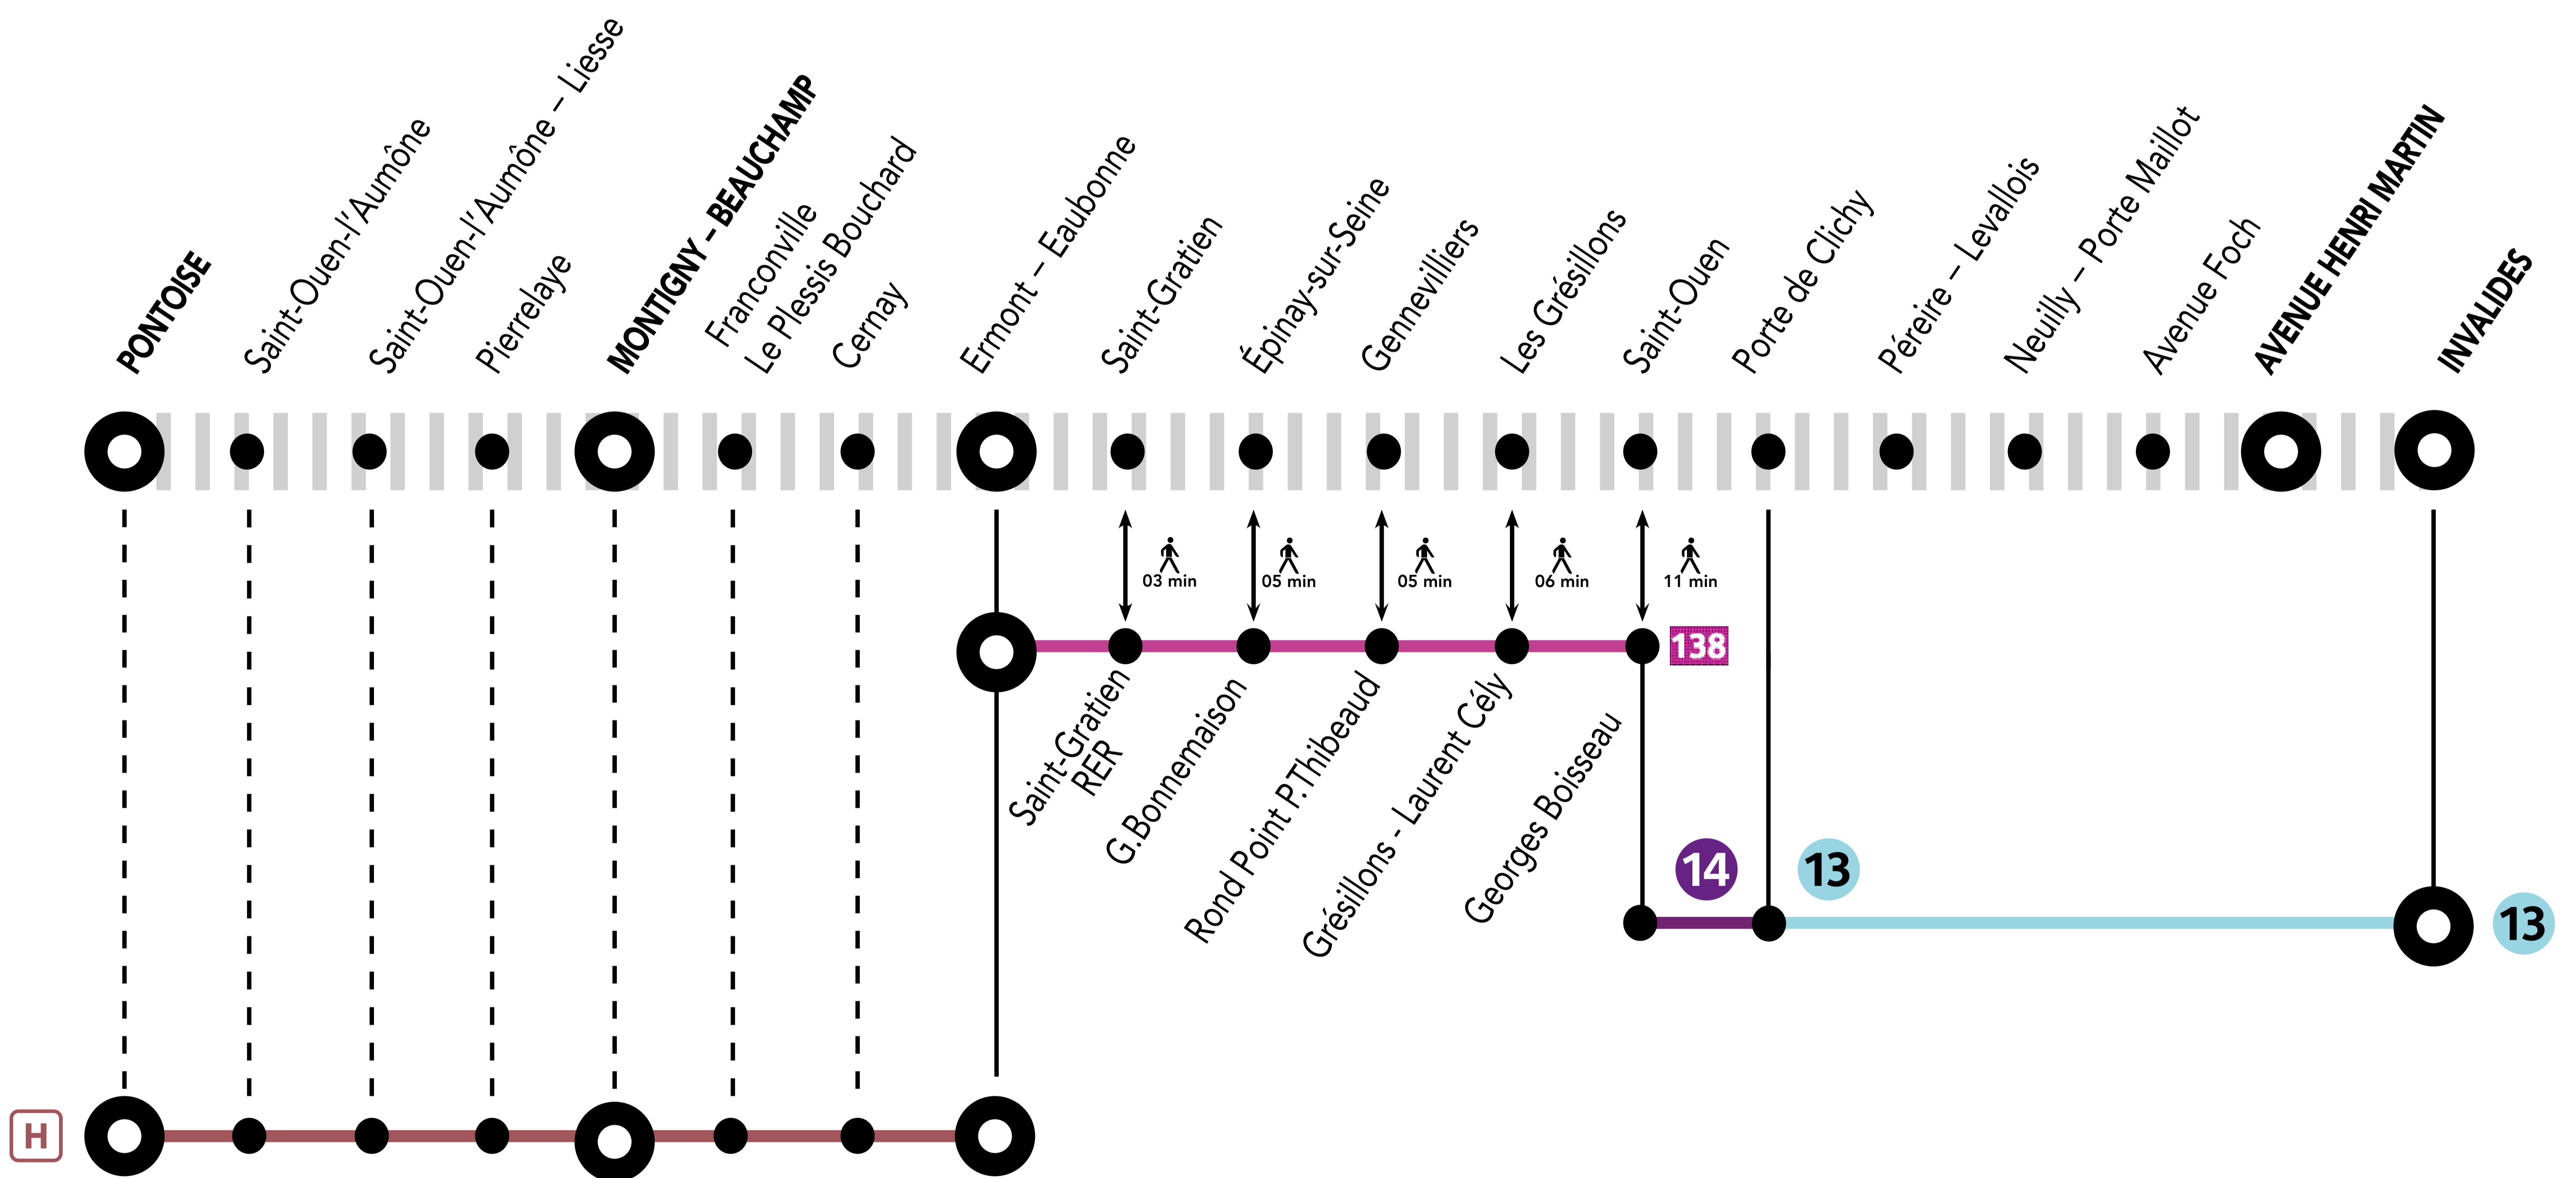 PONTOISE
Saint-Ouen-l'Aumône
Saint-Ouen-l'Aumône – Liesse
Pierrelaye
MONTIGNY – BEAUCHAMP
Franconville
Le Plessis Bouchard
Cernay
Ermont – Eaubonne
Saint-Gratien
Épinay-sur-Seine
Gennevilliers
Les Grésillons
Saint-Ouen
Porte de Clichy
Péreire – Levallois
Neuilly – Porte Maillot
Avenue Foch
AVENUE HENRI MARTIN
INVALIDES
03 min
05 min
05 min
06 min
11 min
138
Saint-Gratien
RER
G.Bonnemaison
Rond Point P.Thibeaud
Grésillons - Laurent Cély
Georges Boisseau
14
13
13
H